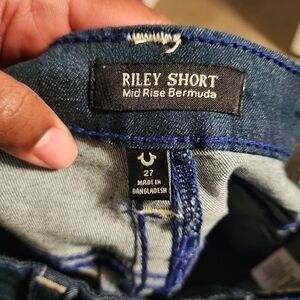 RILEY SHORT
Mid Rise Bermuda
27
MADE IN
BANGLADESH